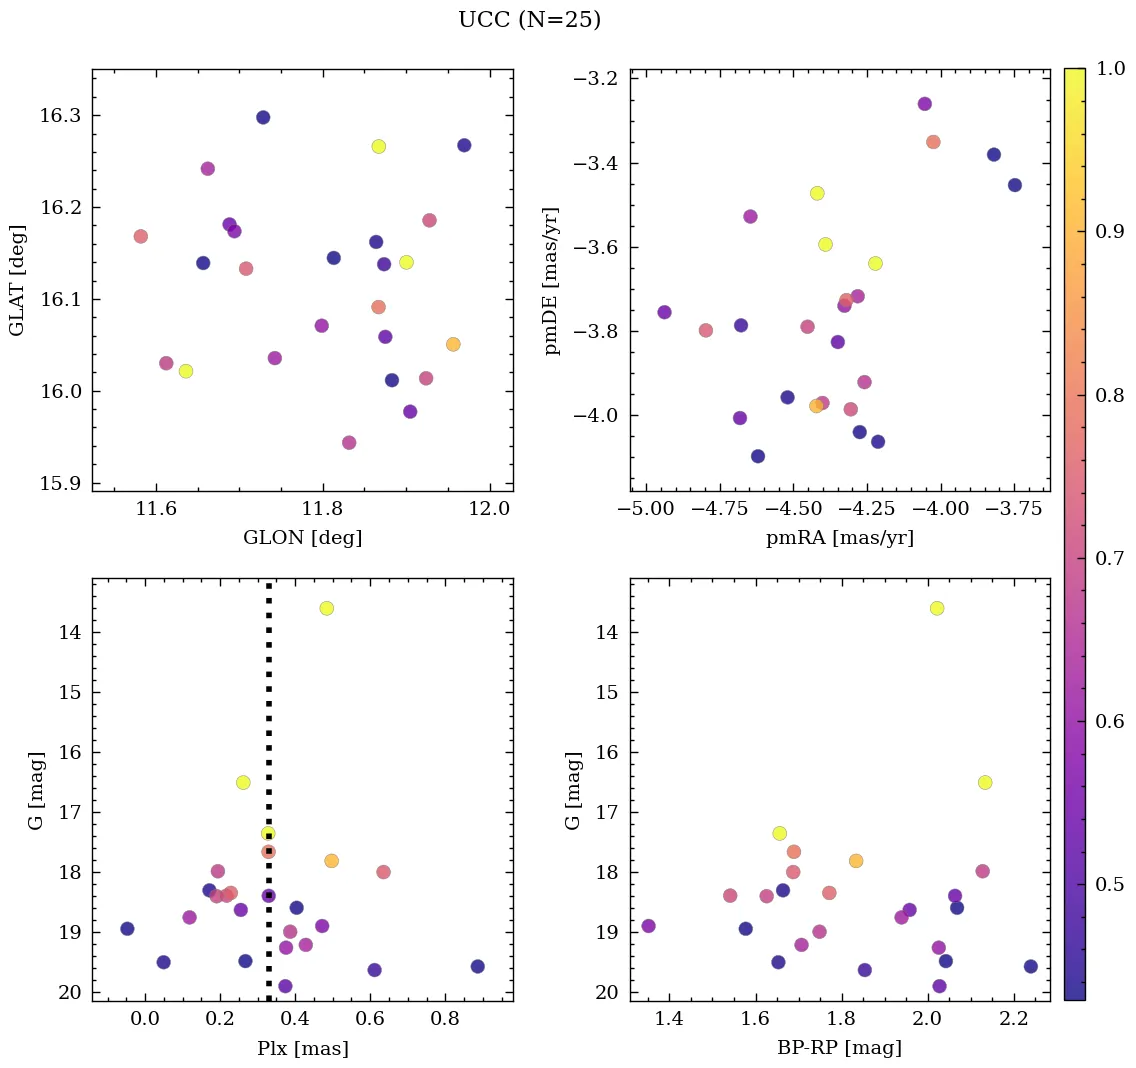 UCC (N=25)
16.3
16.2
16.1
16.0
15.9
GLAT [deg]
11.6 11.8 12.0
GLON [deg]
−3.2
−3.4
−3.6
−3.8
−4.0
pmDE [mas/yr]
−5.00 −4.75 −4.50 −4.25 −4.00 −3.75
pmRA [mas/yr]
14
15
16
17
18
19
20
G [mag]
0.0 0.2 0.4 0.6 0.8
Plx [mas]
14
15
16
17
18
19
20
G [mag]
1.4 1.6 1.8 2.0 2.2
BP-RP [mag]
1.0
0.9
0.8
0.7
0.6
0.5